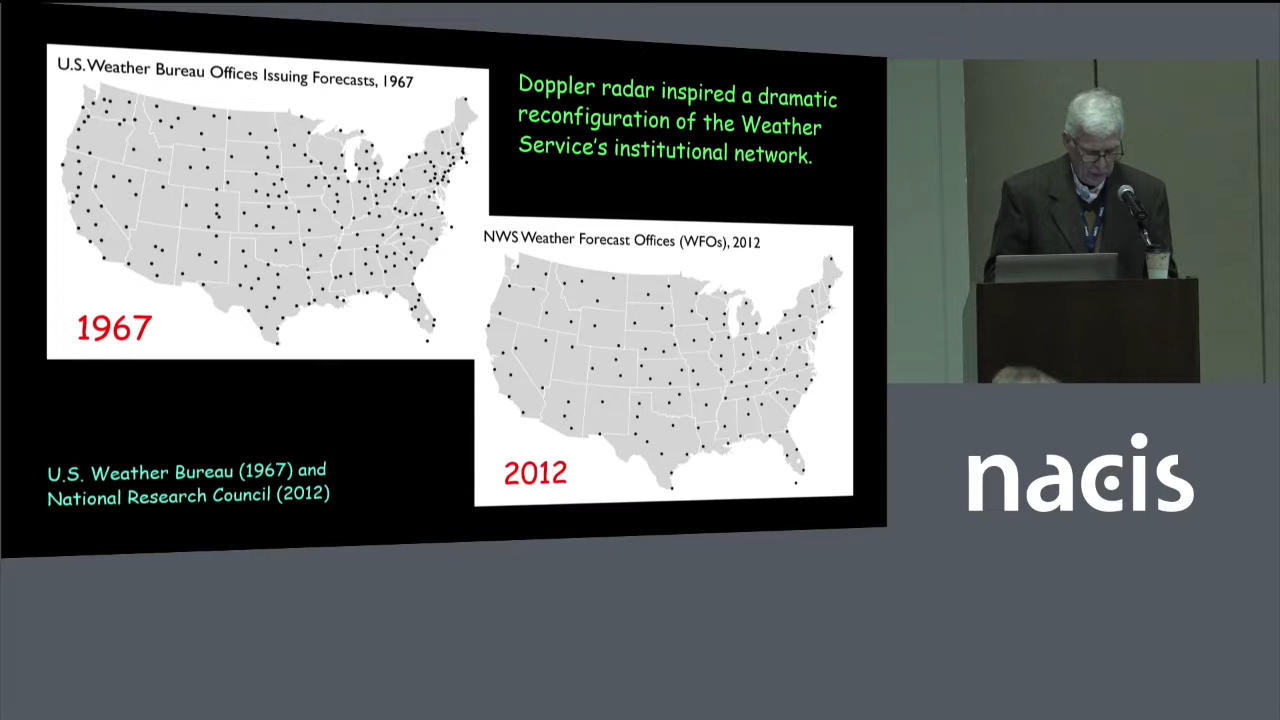 U.S. Weather Bureau Offices Issuing Forecasts, 1967
1967
Doppler radar inspired a dramatic
reconfiguration of the Weather
Service's institutional network.
NWS Weather Forecast Offices (WFOs), 2012
2012
U.S. Weather Bureau (1967) and
National Research Council (2012)
nacis